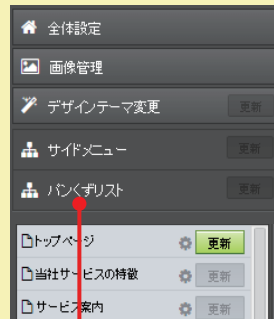 全体設定
画像管理
デザインテーマ変更 更新
サイドメニュー 更新
パンくずリスト 更新
トップページ 更新
当社サービスの特徴 更新
サービス案内 更新